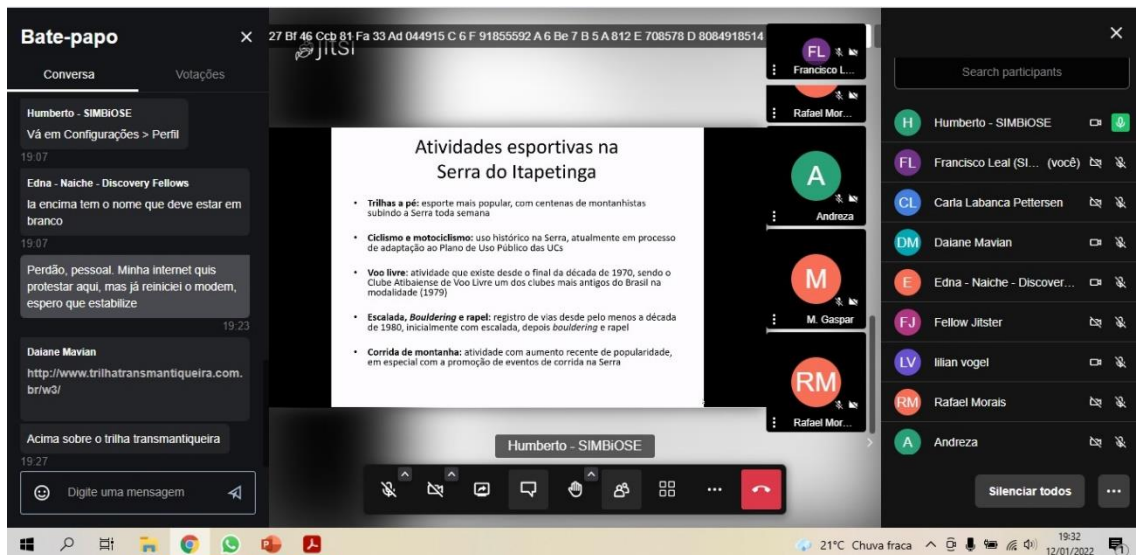 Bate-papo
Conversa
Votações
Humberto - SIMBiOSE
Vá em Configurações > Perfil
19:07
Edna - Naiche - Discovery Fellows
la encima tem o nome que deve estar em
branco
19:07
Perdão, pessoal. Minha internet quis
protestar aqui, mas já reiniciei o modem,
espero que estabilize
19:23
Daiane Mavian
http://www.trilhatransmantiqueira.com.
br/w3/
Acima sobre o trilha transmantiqueira
19:27
Digite uma mensagem
27 Bf 46 Ccb 81 Fa 33 Ad 044915 C 6 F 91855592 A 6 Be 7 B 5 A 812 E 708578 D 8084918514
jitsi
Atividades esportivas na
Serra do Itapetinga
• Trilhas a pé: esporte mais popular, com centenas de montanhistas
subindo a Serra toda semana
• Ciclismo e motociclismo: uso histórico na Serra, atualmente em processo
de adaptação ao Plano de Uso Público das UCs
• Voo livre: atividade que existe desde o final da década de 1970, sendo o
Clube Atibaiense de Voo Livre um dos clubes mais antigos do Brasil na
modalidade (1979)
• Escalada, Bouldering e rapel: registro de vias desde pelo menos a década
de 1980, inicialmente com escalada, depois bouldering e rapel
• Corrida de montanha: atividade com aumento recente de popularidade,
em especial com a promoção de eventos de corrida na Serra
Humberto - SIMBiOSE
FL
Francisco L...
Rafael Mor...
A
Andreza
M
M. Gaspar
RM
Rafael Mor...
Search participants
H Humberto - SIMBiOSE
FL Francisco Leal (SI... (você)
CL Carla Labanca Pettersen
DM Daiane Mavian
E Edna - Naiche - Discover...
FJ Fellow Jitster
LV lilian vogel
RM Rafael Morais
A Andreza
Silenciar todos
21°C Chuva fraca
19:32
12/01/2022